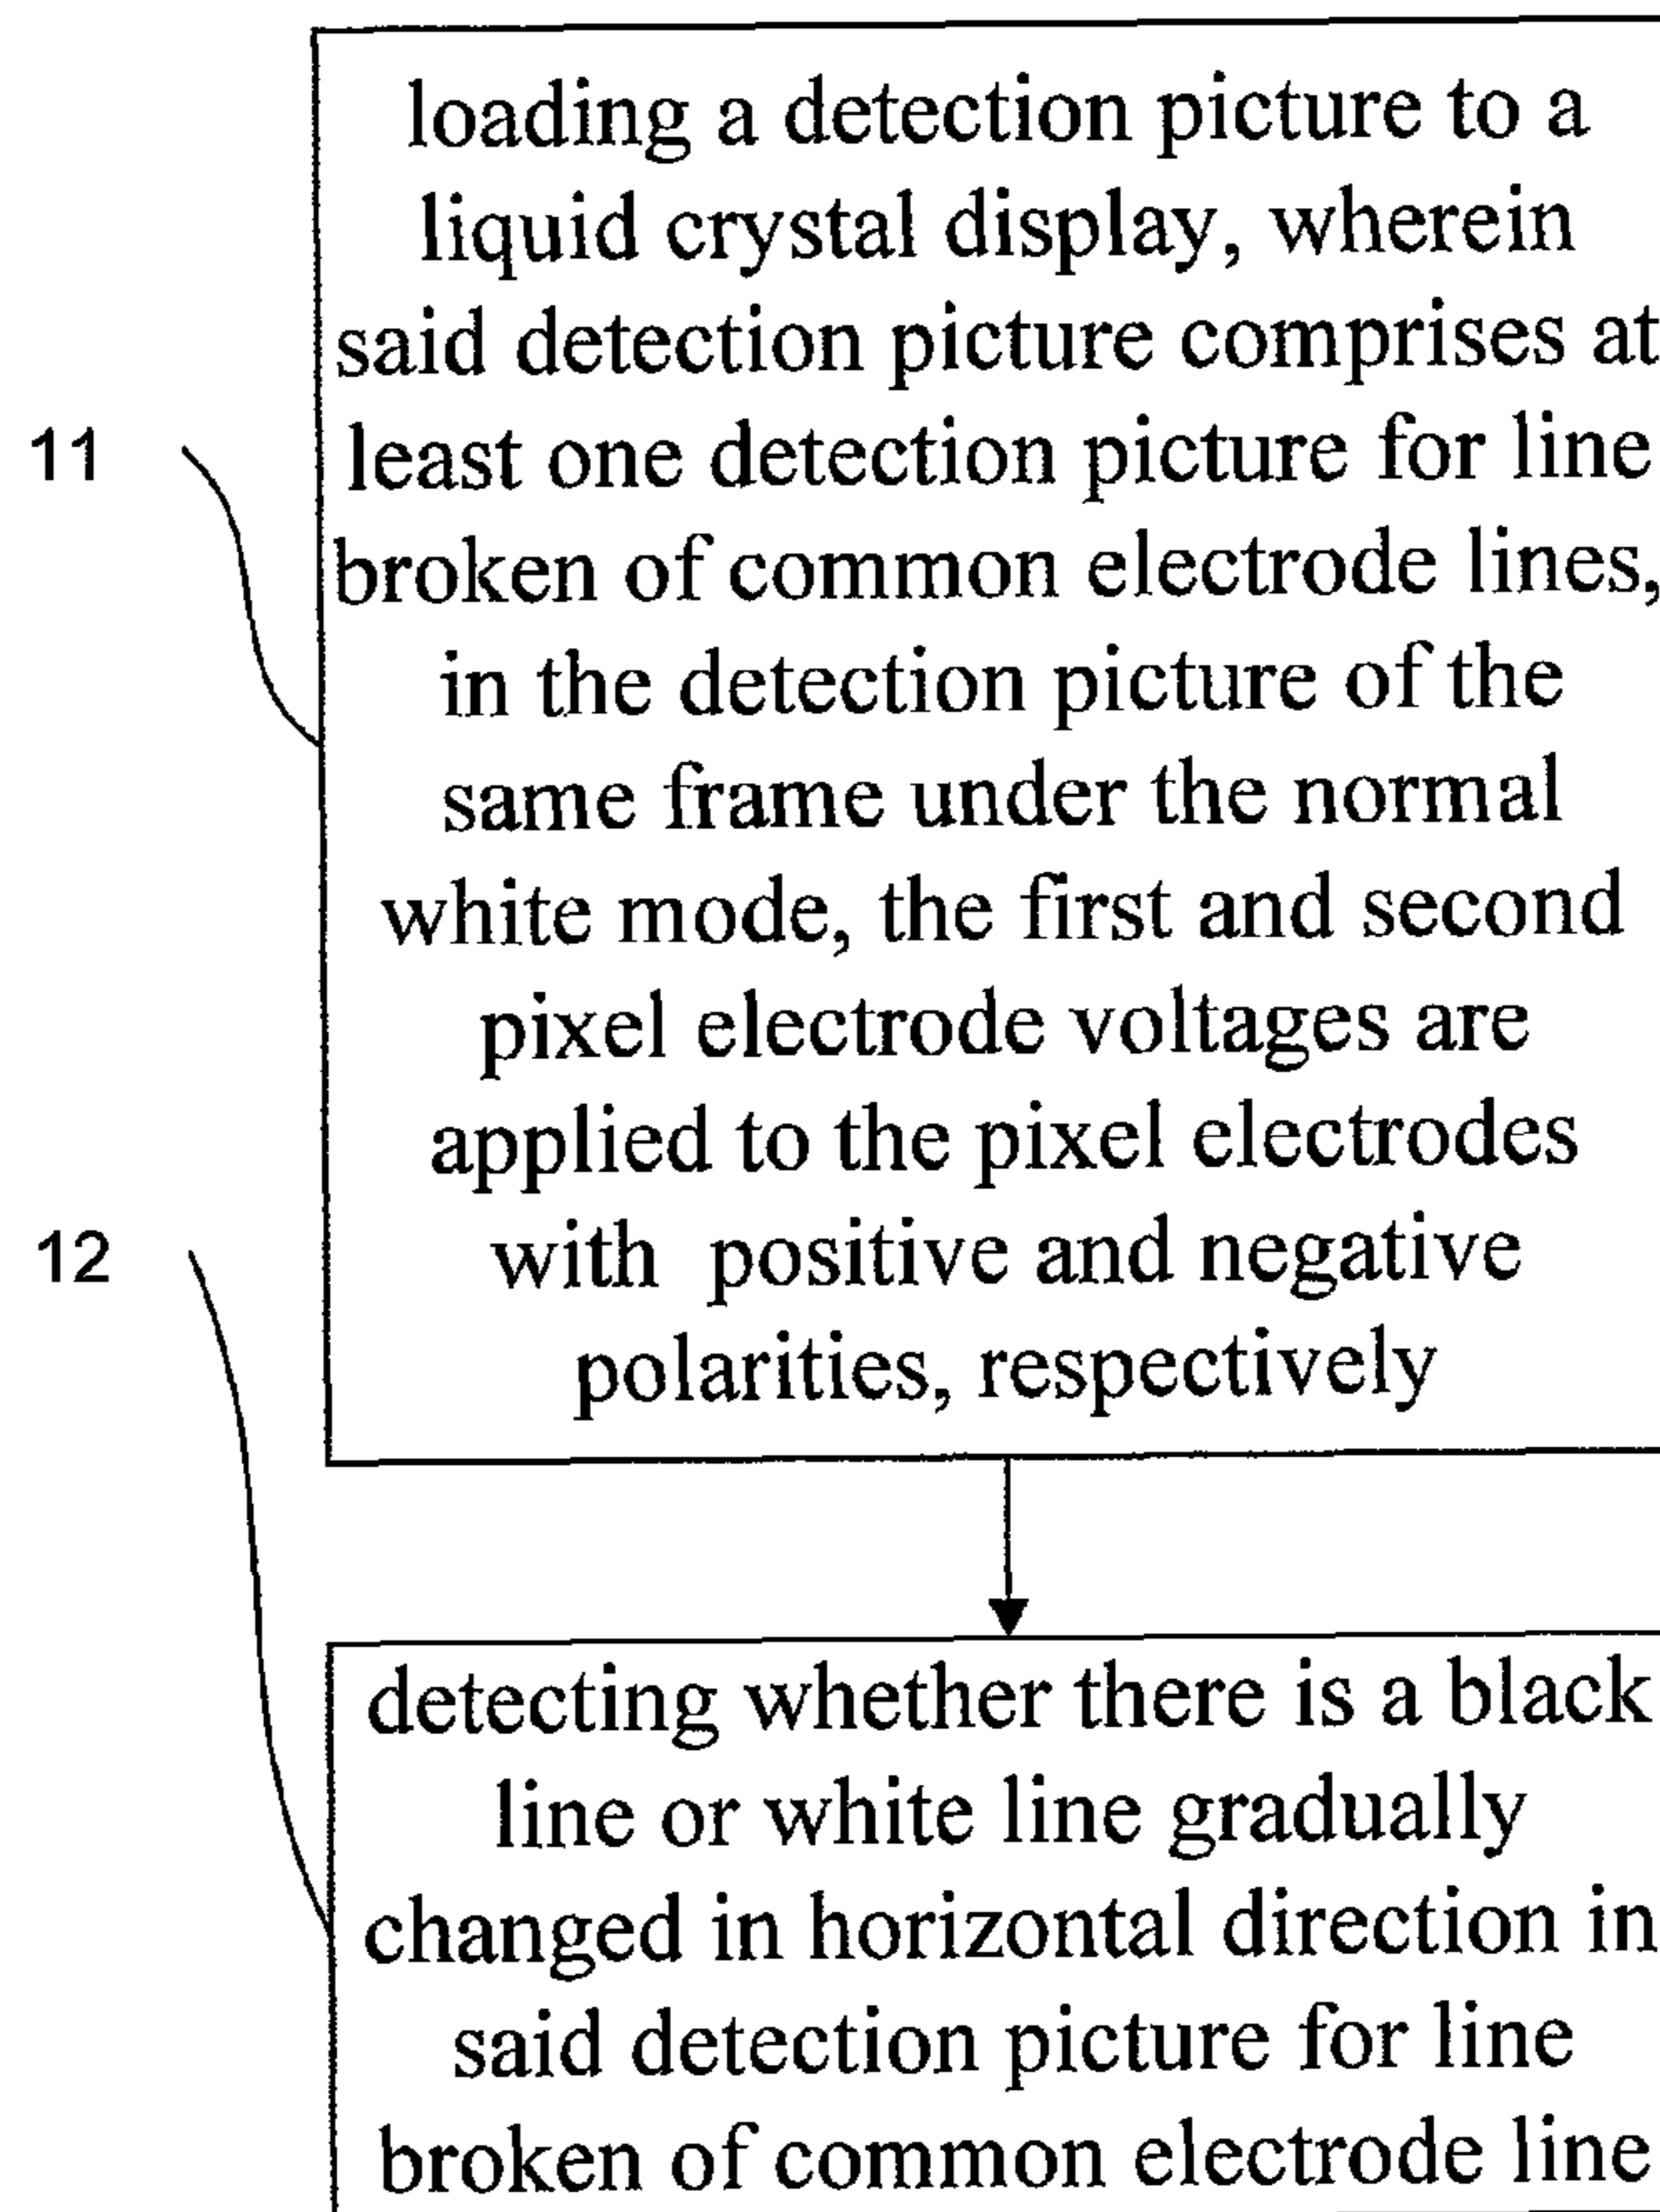 loading a detection picture to a
liquid crystal display, wherein
said detection picture comprises at
11
least one detection picture for line
broken of common electrode lines,
in the detection picture of the
same frame under the normal
white mode, the first and second
pixel electrode voltages are
applied to the pixel electrodes
12
with positive and negative
polarities, respectively
detecting whether there is a black
line or white line gradually
changed in horizontal direction in
said detection picture for line
broken of common electrode line